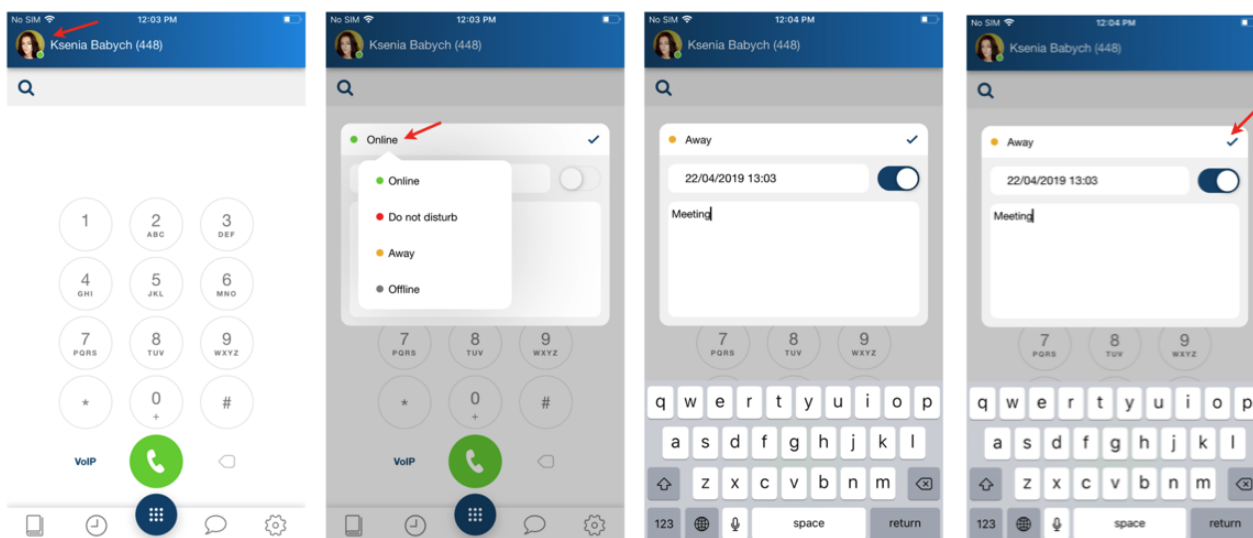 No SIM 12:03 PM
Ksenia Babych (448)
1 2 3
ABC DEF
4 5 6
GHI JKL MNO
7 8 9
PQRS TUV WXYZ
* 0 #
+
VoIP
No SIM 12:03 PM
Ksenia Babych (448)
Online
Online
Do not disturb
Away
Offline
7 8 9
PQRS TUV WXYZ
* 0 #
+
VoIP
No SIM 12:04 PM
Ksenia Babych (448)
Away
22/04/2019 13:03
Meeting
7 8 9
PQRS TUV WXYZ
q w e r t y u i o p
a s d f g h j k l
z x c v b n m
123 space return
No SIM 12:04 PM
Ksenia Babych (448)
Away
22/04/2019 13:03
Meeting
7 8 9
PQRS TUV WXYZ
q w e r t y u i o p
a s d f g h j k l
z x c v b n m
123 space return